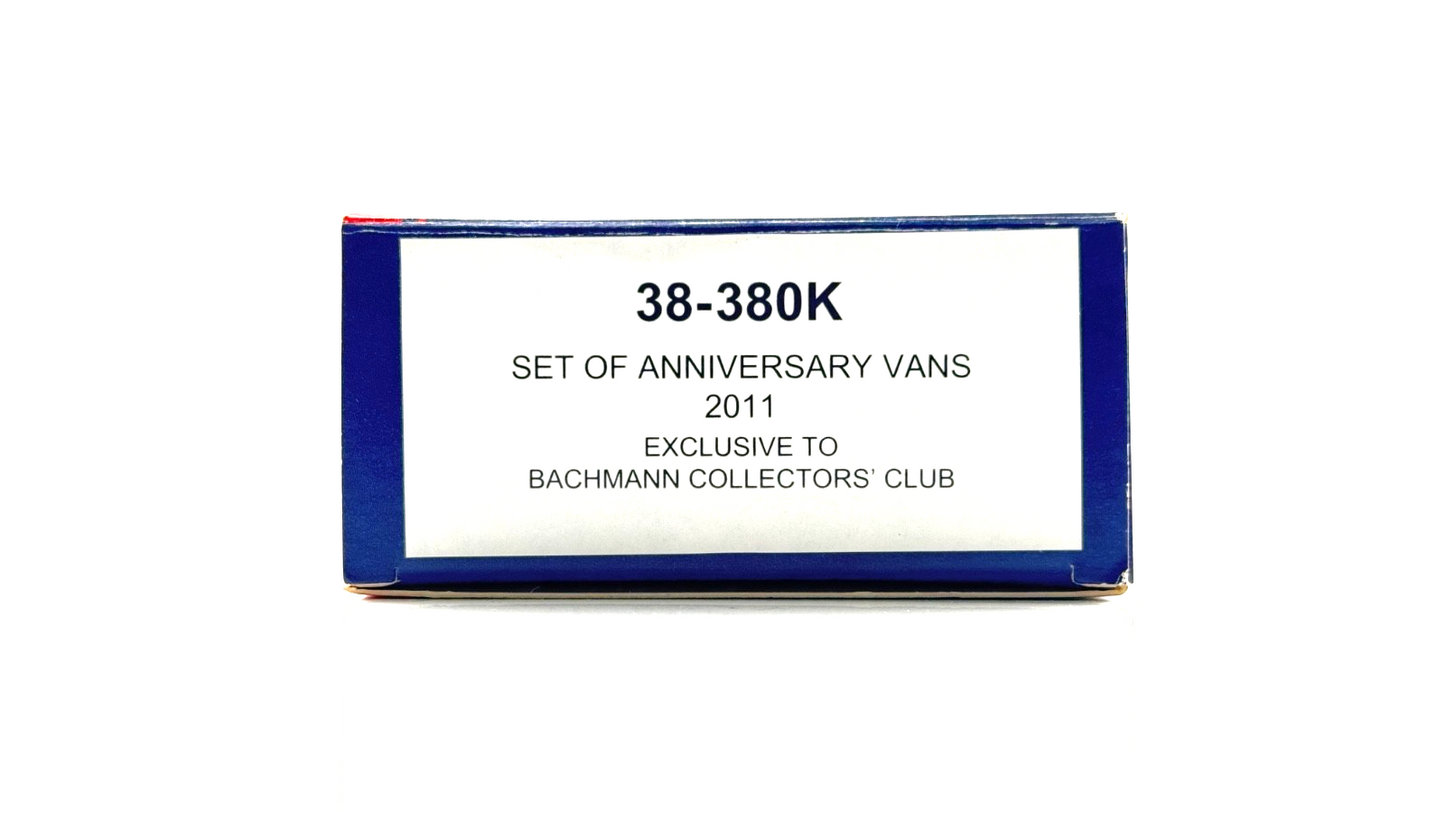 38-380K
SET OF ANNIVERSARY VANS
2011
EXCLUSIVE TO
BACHMANN COLLECTORS’ CLUB